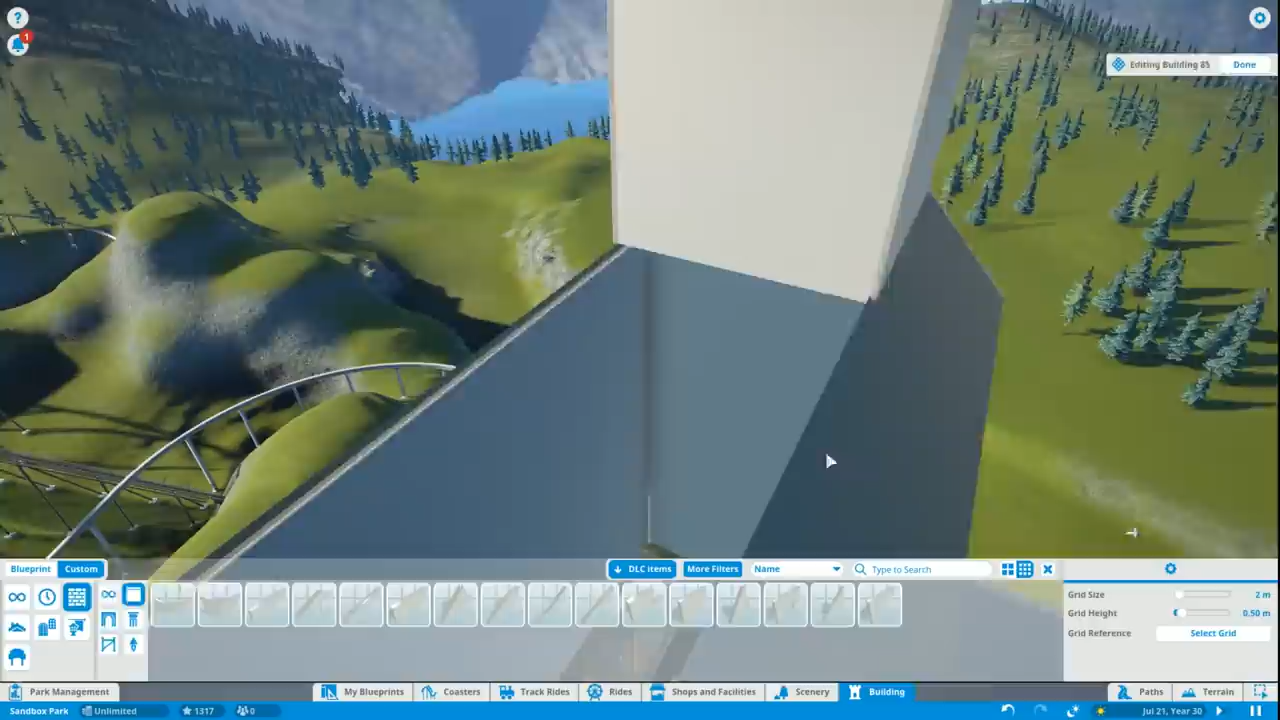 ?
1
Editing Building 85 Done
Blueprint Custom DLC items More Filters Name Type to Search
Grid Size 2 m
Grid Height 0.50 m
Grid Reference Select Grid
Park Management My Blueprints Coasters Track Rides Rides Shops and Facilities Scenery Building Paths Terrain
Sandbox Park Unlimited 1317 0 Jul 21, Year 30